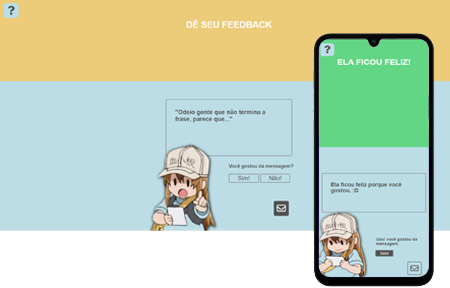 ?
DÊ SEU FEEDBACK
"Odeio gente que não termina a
frase, parece que..."
Você gostou da mensagem?
Sim!
Não!
?
ELA FICOU FELIZ!
Ela ficou feliz porque você
gostou. :D
Uau! você gostou da
mensagem.